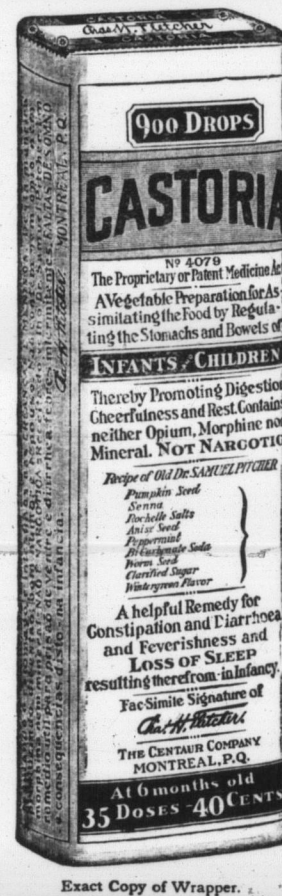 CASTORIA
Chas H. Fletcher
CASTORIA
900 DROPS
CASTORIA
Nº 4079
The Proprietary or Patent Medicine Ac
A Vegetable Preparation for As
similating the Food by Regula-
ting the Stomachs and Bowels of
INFANTS / CHILDREN
Thereby Promoting Digestion
Cheerfulness and Rest. Contains
neither Opium, Morphine nor
Mineral. NOT NARCOTIC
Recipe of Old Dr. SAMUEL PITCHER
Pumpkin Seed
Senna
Rochelle Salts
Anise Seed
Peppermint
Bi Carbonate Soda
Worm Seed
Clarified Sugar
Wintergreen Flavor
A helpful Remedy for
Constipation and Diarrhoea
and Feverishness and
LOSS OF SLEEP
resulting therefrom in Infancy.
Fac-Simile Signature of
Chas. H. Fletcher.
THE CENTAUR COMPANY
MONTREAL, P.Q.
At 6 months old
35 DOSES - 40 CENTS
MONTREAL, P.Q.
Exact Copy of Wrapper.